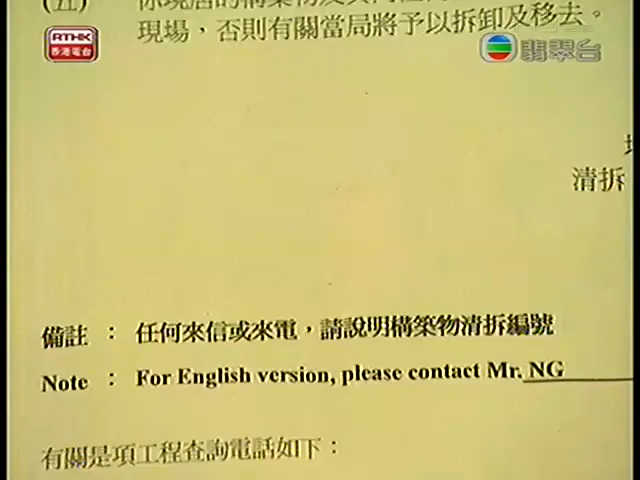 (五)
現場，否則有關當局將予以拆卸及移去。
RTHK
香港電台
翡翠台
清拆
備註 ： 任何來信或來電，請說明構築物清拆編號
Note : For English version, please contact Mr. NG
有關是項工程查詢電話如下：